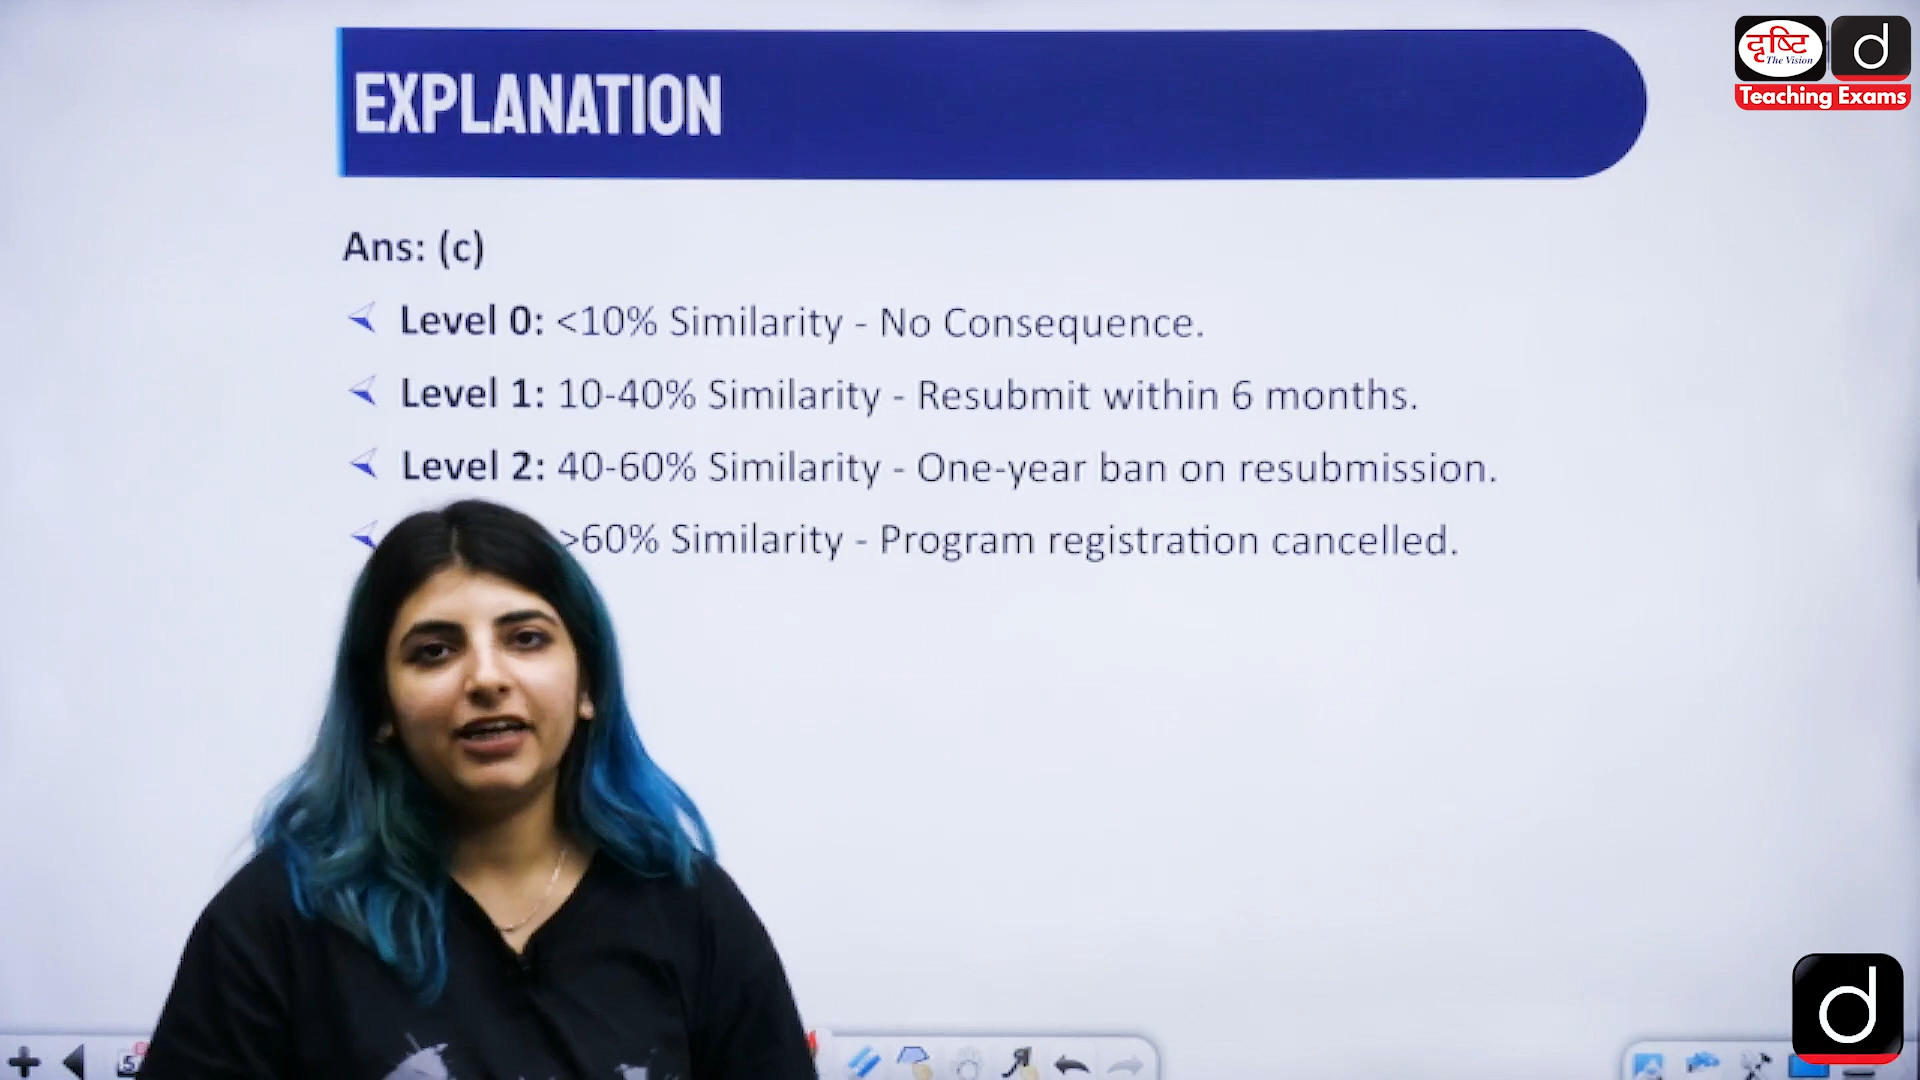 EXPLANATION
दृष्टि
The Vision
d
Teaching Exams
Ans: (c)
Level 0: <10% Similarity - No Consequence.
Level 1: 10-40% Similarity - Resubmit within 6 months.
Level 2: 40-60% Similarity - One-year ban on resubmission.
>60% Similarity - Program registration cancelled.
d